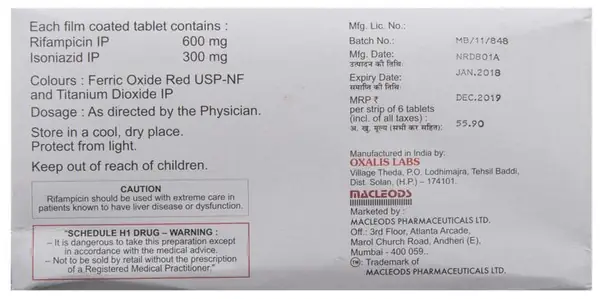 Each film coated tablet contains :
Rifampicin IP 600 mg
Isoniazid IP 300 mg
Colours : Ferric Oxide Red USP-NF
and Titanium Dioxide IP
Dosage : As directed by the Physician.
Store in a cool, dry place.
Protect from light.
Keep out of reach of children.
CAUTION
Rifampicin should be used with extreme care in
patients known to have liver disease or dysfunction.
"SCHEDULE H1 DRUG – WARNING :
– It is dangerous to take this preparation except
in accordance with the medical advice.
– Not to be sold by retail without the prescription
of a Registered Medical Practitioner."
Mfg. Lic. No.:
Batch No.: MB/11/848
Mfg. Date: NRD801A
उत्पादन की तिथि:
Expiry Date: JAN.2018
समाप्ति की तिथि:
MRP ₹ DEC.2019
per strip of 6 tablets
(incl. of all taxes) :
अ. खु. मूल्य (सभी कर सहित): 55.90
Manufactured in India by:
OXALIS LABS
Village Theda, P.O. Lodhimajra, Tehsil Baddi,
Dist. Solan, (H.P.) – 174101.
MACLEODS
Marketed by :
MACLEODS PHARMACEUTICALS LTD.
Off.: 3rd Floor, Atlanta Arcade,
Marol Church Road, Andheri (E),
Mumbai - 400 059..
TM: Trademark of
MACLEODS PHARMACEUTICALS LTD.